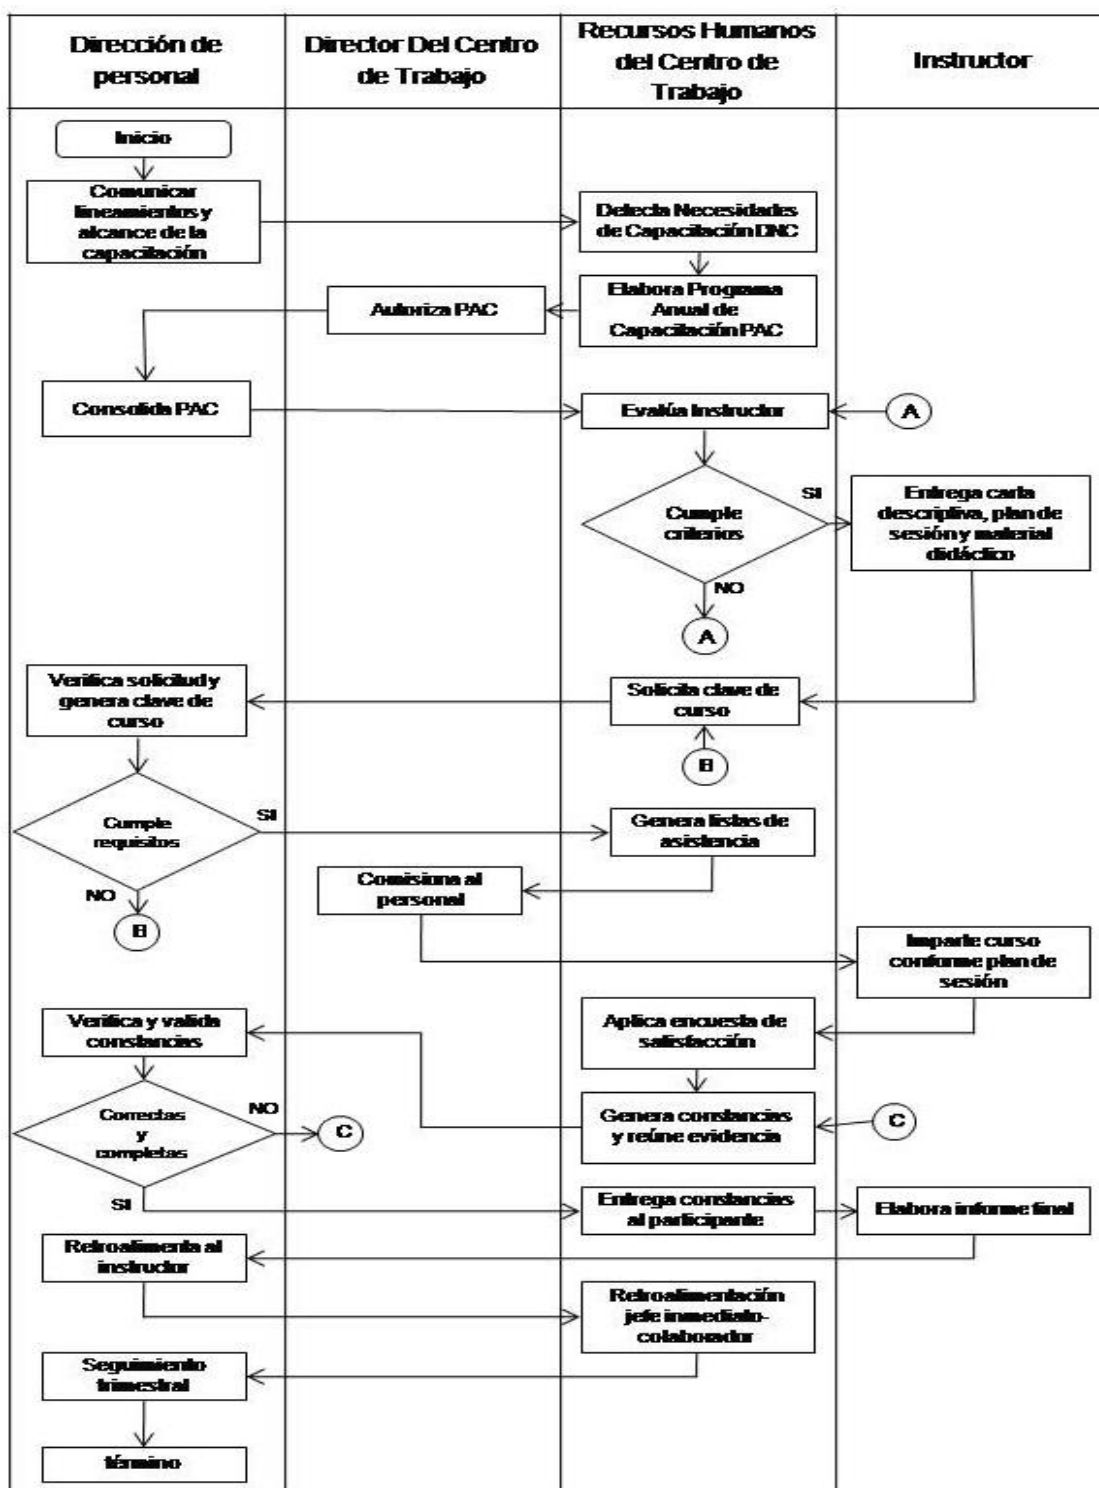 Dirección de
personal
Director Del Centro
de Trabajo
Recursos Humanos
del Centro de
Trabajo
Instructor
Inicio
Comunicar
lineamientos y
alcance de la
capacitación
Detecta Necesidades
de Capacitación DNC
Autoriza PAC
Elabora Programa
Anual de
Capacitación PAC
Consolida PAC
Evalúa Instructor
A
Cumple
criterios
SI
NO
Entrega carta
descriptiva, plan de
sesión y material
didáctico
A
Verifica solicitud y
genera clave de
curso
Solicita clave de
curso
B
Cumple
requisitos
SI
NO
Genera listas de
asistencia
Comisiona al
personal
B
Imparte curso
conforme plan de
sesión
Verifica y valida
constancias
Aplica encuesta de
satisfacción
Correctas
y
completas
NO
C
Genera constancias
y reúne evidencia
C
SI
Entrega constancias
al participante
Elabora informe final
Retroalimenta al
instructor
Retroalimentación
jefe inmediato-
colaborador
Seguimiento
trimestral
término